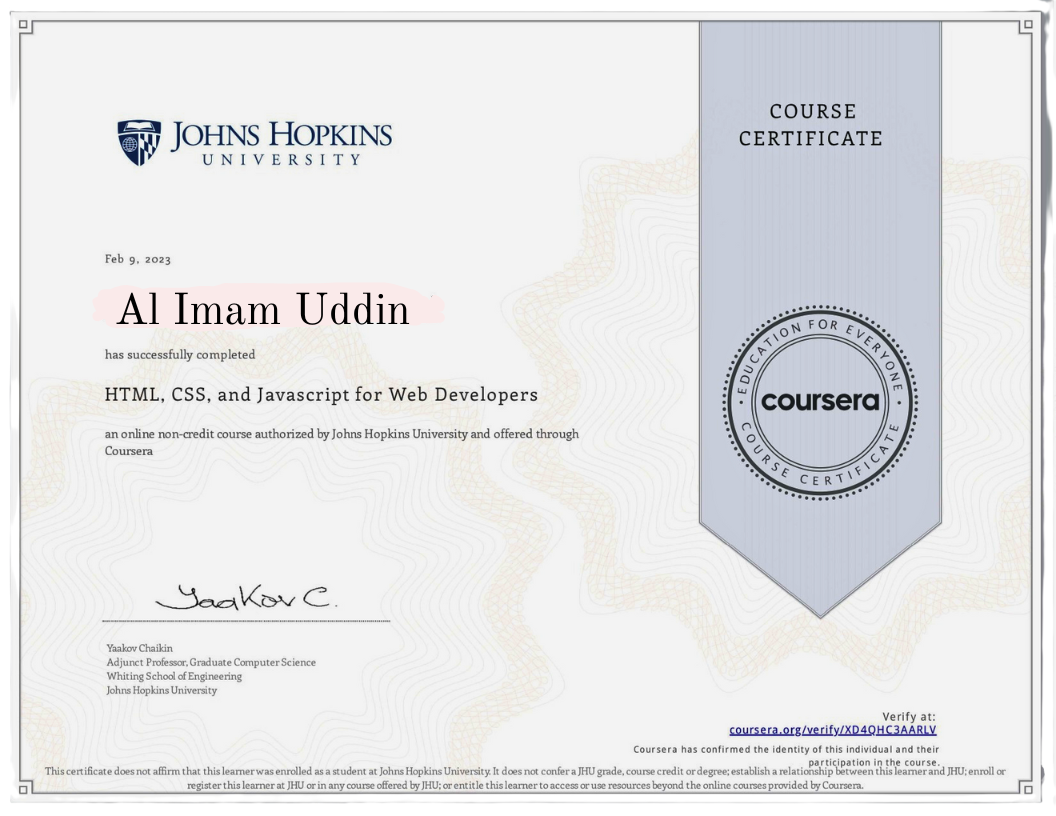 JOHNS HOPKINS
UNIVERSITY
COURSE
CERTIFICATE
Feb 9, 2023
Al Imam Uddin
has successfully completed
HTML, CSS, and Javascript for Web Developers
an online non-credit course authorized by Johns Hopkins University and offered through
Coursera
EDUCATION FOR EVERYONE
coursera
COURSE CERTIFICATE
Yaakov C.
Yaakov Chaikin
Adjunct Professor, Graduate Computer Science
Whiting School of Engineering
Johns Hopkins University
Verify at:
coursera.org/verify/XD4QHC3AARLV
Coursera has confirmed the identity of this individual and their
participation in the course.
This certificate does not affirm that this learner was enrolled as a student at Johns Hopkins University. It does not confer a JHU grade, course credit or degree; establish a relationship between this learner and JHU; enroll or
register this learner at JHU or in any course offered by JHU; or entitle this learner to access or use resources beyond the online courses provided by Coursera.